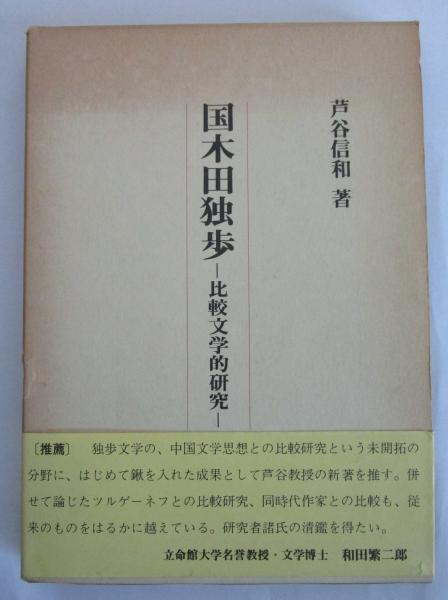 芦谷信和 著
国木田独歩
―比較文学的研究―
［推薦］　独歩文学の、中国文学思想との比較研究という未開拓の
分野に、はじめて鍬を入れた成果として芦谷教授の新著を推す。併
せて論じたツルゲーネフとの比較研究、同時代作家との比較も、従
来のものをはるかに越えている。研究者諸氏の清鑑を得たい。
立命館大学名誉教授・文学博士　和田繁二郎